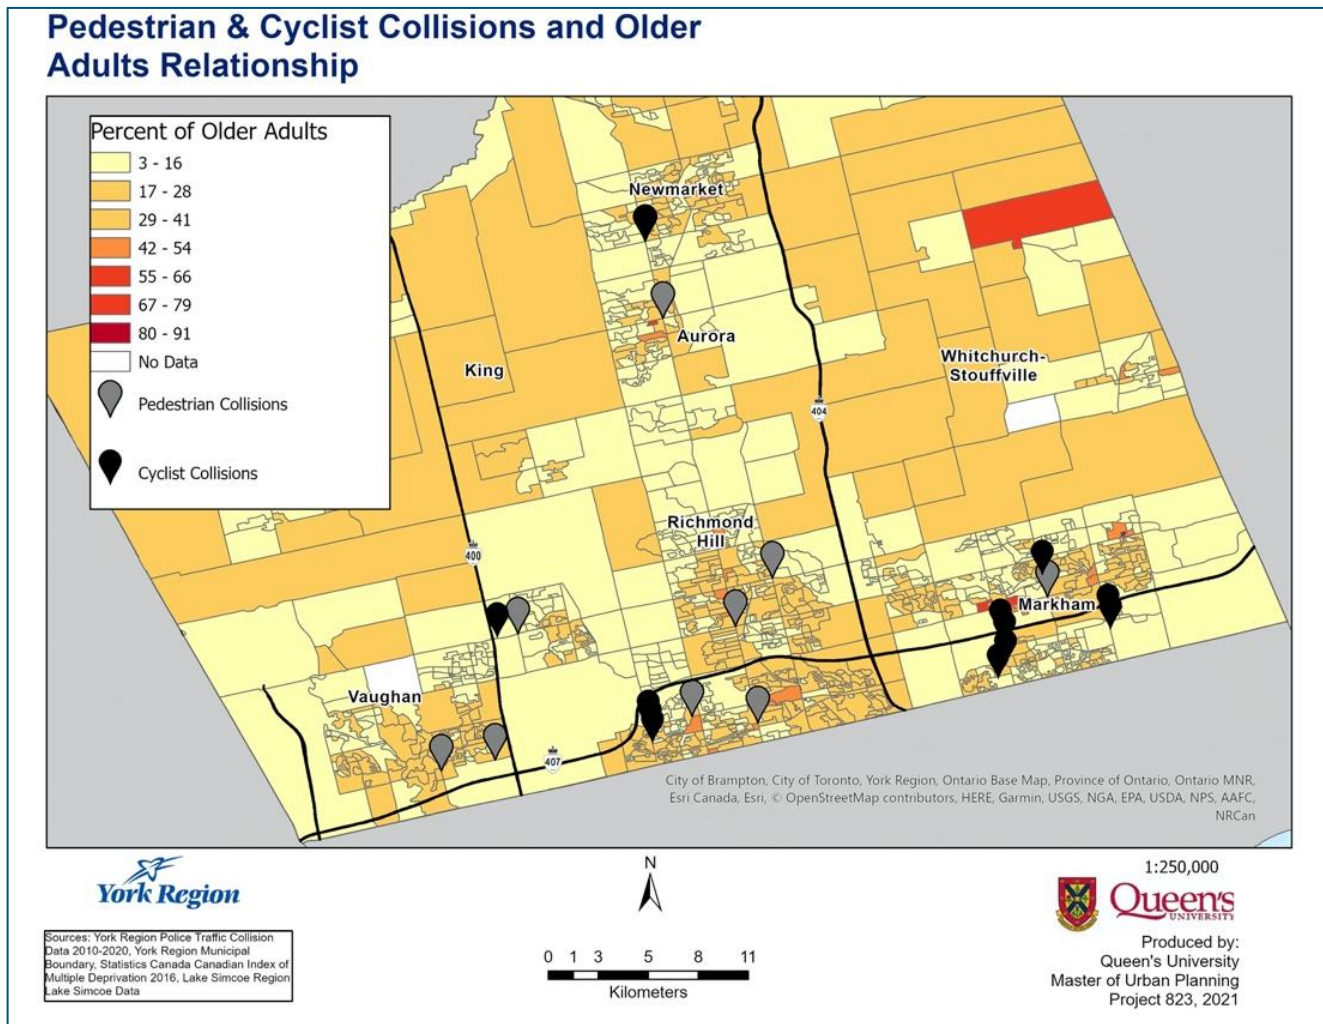 Pedestrian & Cyclist Collisions and Older
Adults Relationship
Percent of Older Adults
3 - 16
17 - 28
29 - 41
42 - 54
55 - 66
67 - 79
80 - 91
No Data
Pedestrian Collisions
Cyclist Collisions
Newmarket
Aurora
King
Whitchurch-
Stouffville
404
Richmond
Hill
400
Markham
Vaughan
407
City of Brampton, City of Toronto, York Region, Ontario Base Map, Province of Ontario, Ontario MNR,
Esri Canada, Esri, © OpenStreetMap contributors, HERE, Garmin, USGS, NGA, EPA, USDA, NPS, AAFC,
NRCan
York Region
N
1:250,000
Queen's
UNIVERSITY
Sources: York Region Police Traffic Collision
Data 2010-2020, York Region Municipal
Boundary, Statistics Canada Canadian Index of
Multiple Deprivation 2016, Lake Simcoe Region
Lake Simcoe Data
0 1 3 5 8 11
Kilometers
Produced by:
Queen's University
Master of Urban Planning
Project 823, 2021